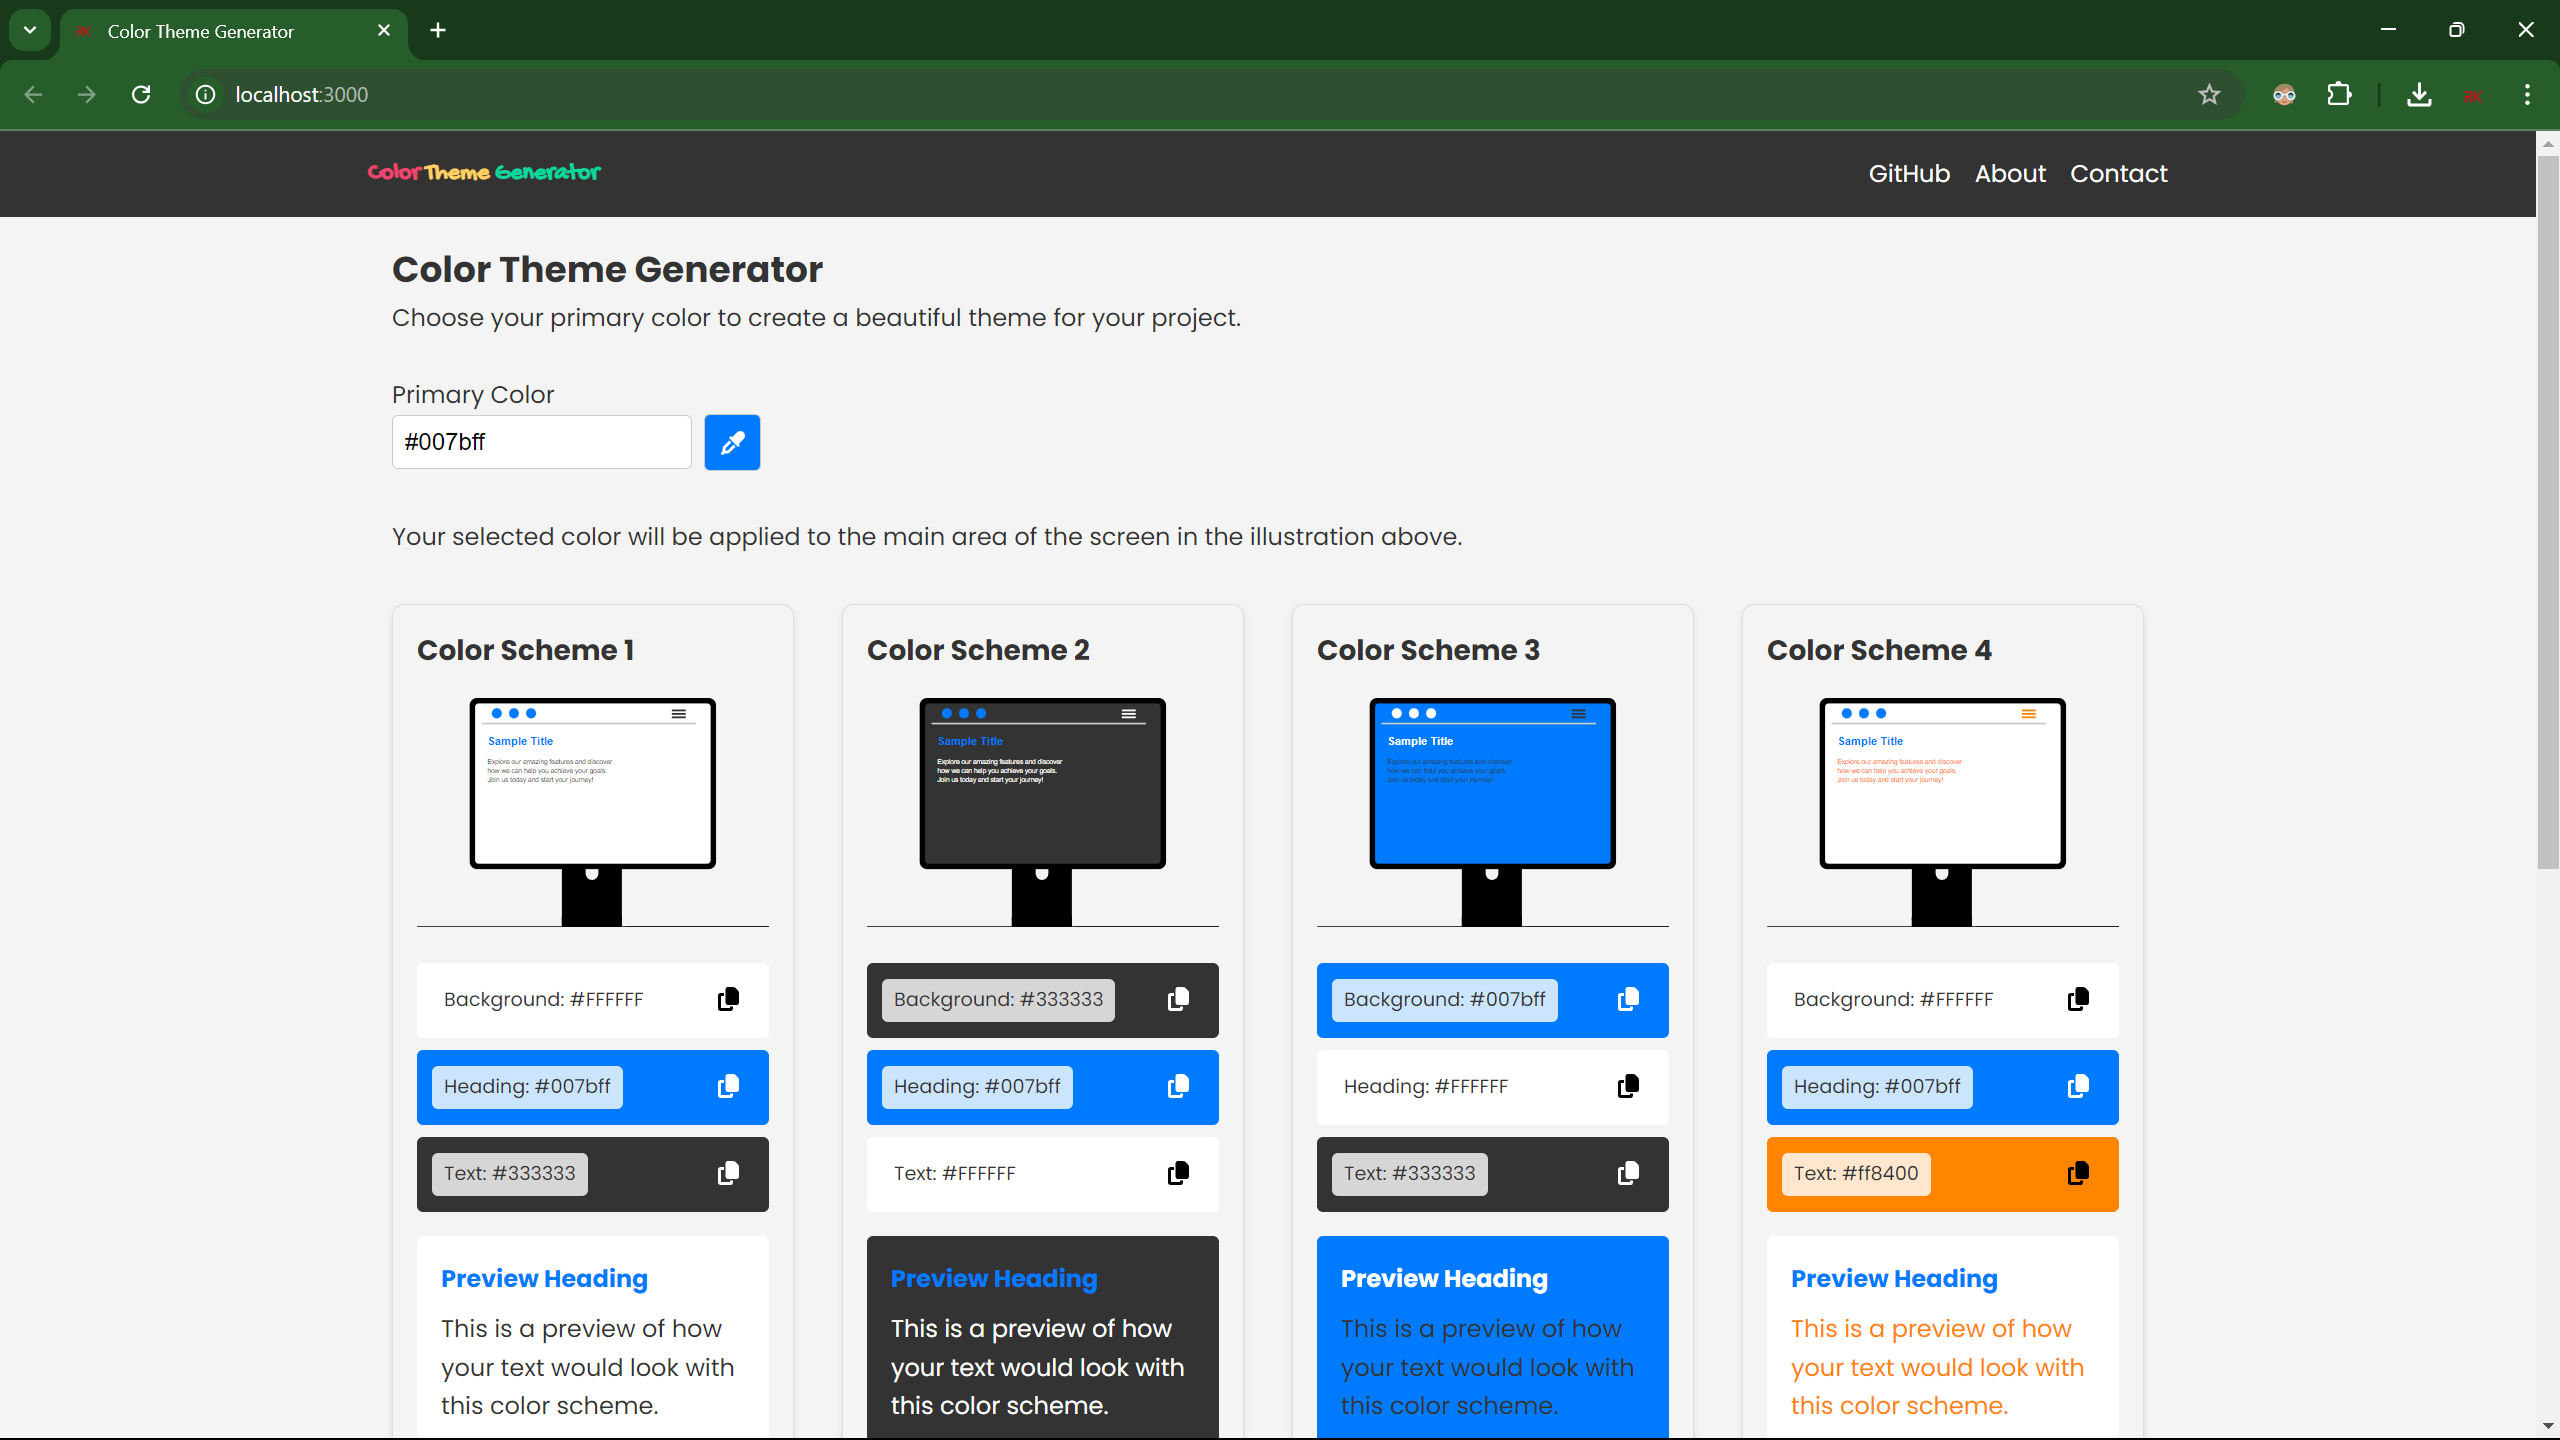 Color Theme Generator
localhost:3000
Color Theme Generator
GitHub About Contact
Color Theme Generator
Choose your primary color to create a beautiful theme for your project.
Primary Color
#007bff
Your selected color will be applied to the main area of the screen in the illustration above.
Color Scheme 1
Sample Title
Explore our amazing features and discover
how we can help you achieve your goals.
Join us today and start your journey!
Background: #FFFFFF
Heading: #007bff
Text: #333333
Preview Heading
This is a preview of how
your text would look with
this color scheme.
Color Scheme 2
Sample Title
Explore our amazing features and discover
how we can help you achieve your goals.
Join us today and start your journey!
Background: #333333
Heading: #007bff
Text: #FFFFFF
Preview Heading
This is a preview of how
your text would look with
this color scheme.
Color Scheme 3
Sample Title
Explore our amazing features and discover
how we can help you achieve your goals.
Join us today and start your journey!
Background: #007bff
Heading: #FFFFFF
Text: #333333
Preview Heading
This is a preview of how
your text would look with
this color scheme.
Color Scheme 4
Sample Title
Explore our amazing features and discover
how we can help you achieve your goals.
Join us today and start your journey!
Background: #FFFFFF
Heading: #007bff
Text: #ff8400
Preview Heading
This is a preview of how
your text would look with
this color scheme.